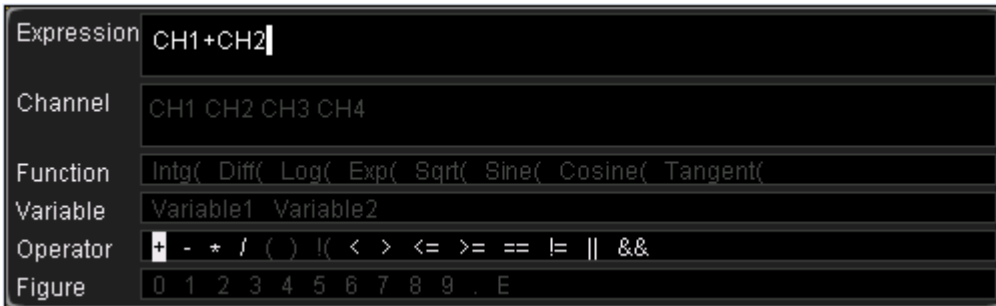 Expression CH1+CH2
Channel CH1 CH2 CH3 CH4
Function Intg( Diff( Log( Exp( Sqrt( Sine( Cosine( Tangent(
Variable Variable1 Variable2
Operator + - * / ( ) !( < > <= >= == != || &&
Figure 0 1 2 3 4 5 6 7 8 9 . E